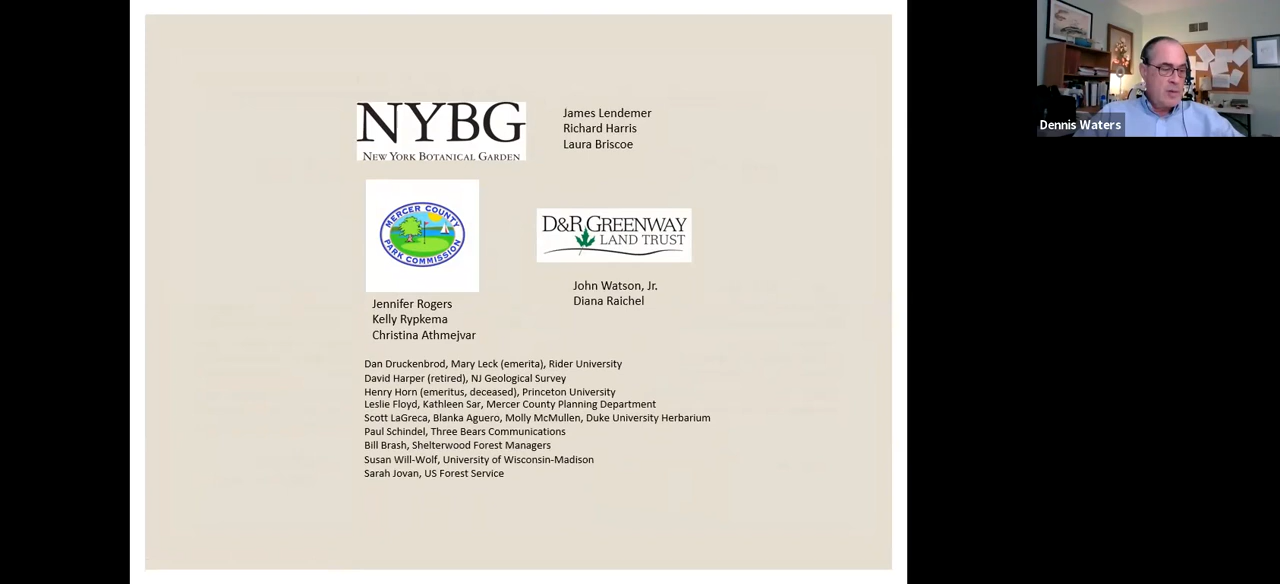 NYBG
NEW YORK BOTANICAL GARDEN
James Lendemer
Richard Harris
Laura Briscoe
Dennis Waters
MERCER COUNTY
PARK COMMISSION
D&R GREENWAY
LAND TRUST
John Watson, Jr.
Diana Raichel
Jennifer Rogers
Kelly Rypkema
Christina Athmejvar
Dan Druckenbrod, Mary Leck (emerita), Rider University
David Harper (retired), NJ Geological Survey
Henry Horn (emeritus, deceased), Princeton University
Leslie Floyd, Kathleen Sar, Mercer County Planning Department
Scott LaGreca, Blanka Aguero, Molly McMullen, Duke University Herbarium
Paul Schindel, Three Bears Communications
Bill Brash, Shelterwood Forest Managers
Susan Will-Wolf, University of Wisconsin-Madison
Sarah Jovan, US Forest Service